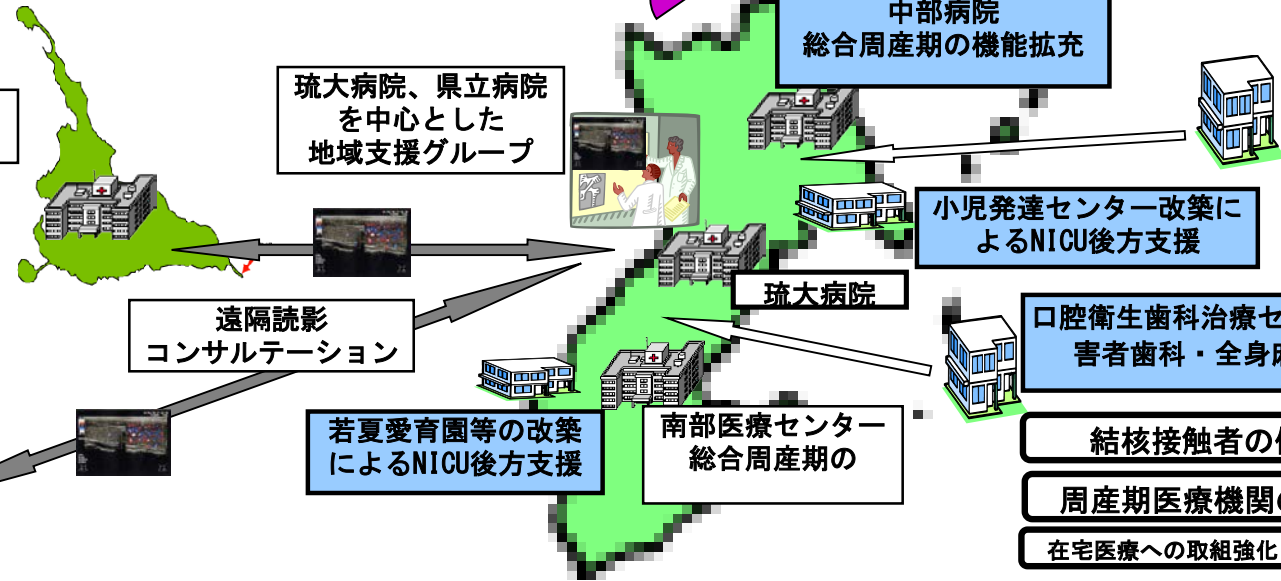 中部病院
総合周産期の機能拡充
琉大病院、県立病院
を中心とした
地域支援グループ
小児発達センター改築に
よるNICU後方支援
琉大病院
遠隔読影
コンサルテーション
口腔衛生歯科治療セ
害者歯科・全身
若夏愛育園等の改築
によるNICU後方支援
南部医療センター
総合周産期の
結核接触者の
周産期医療機関の
在宅医療への取組強化